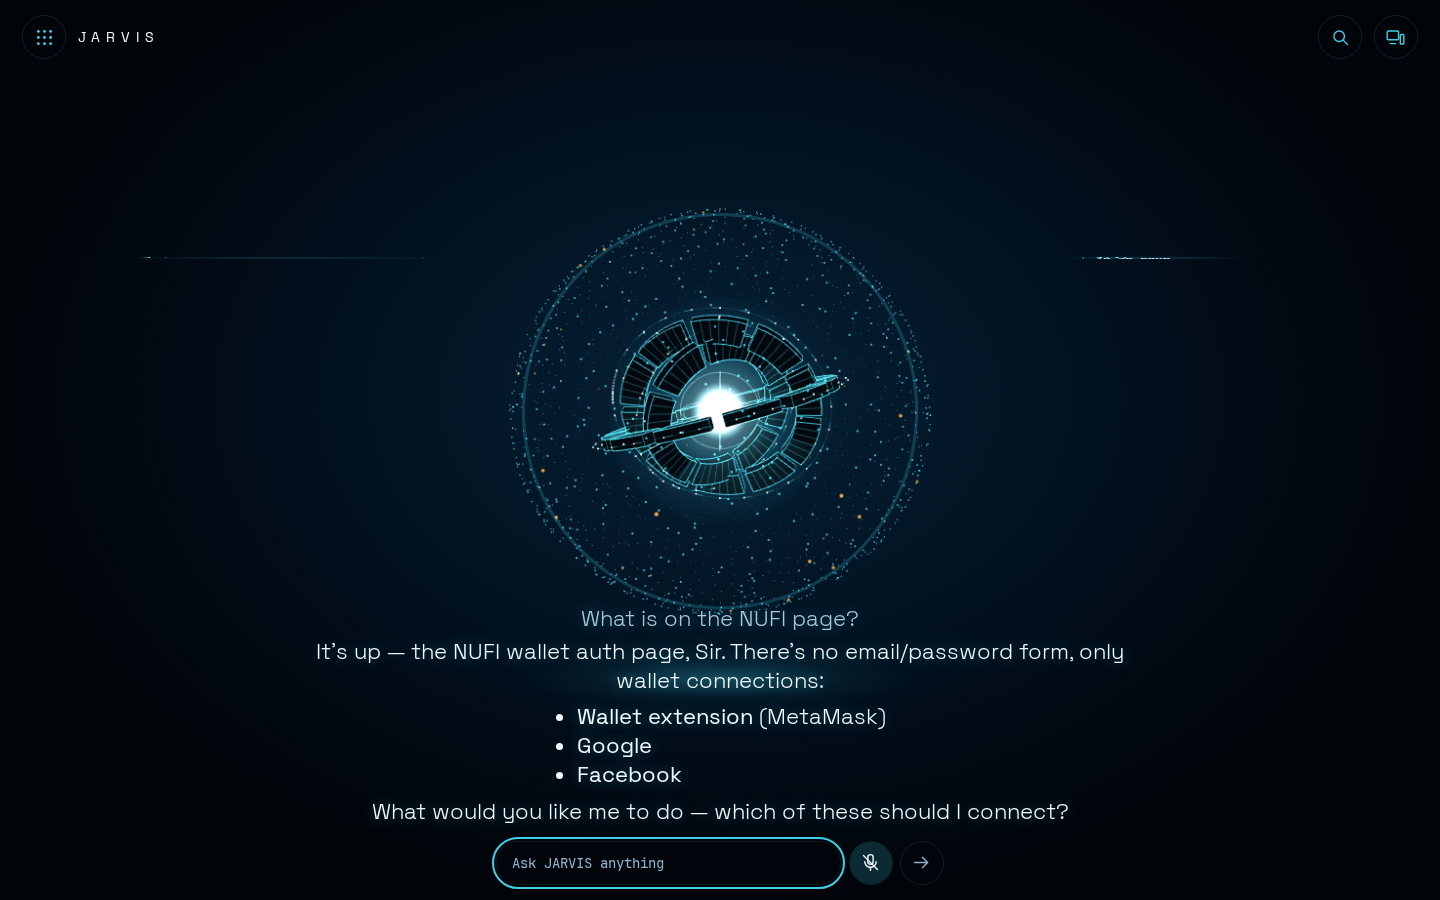 JARVIS
What is on the NUFI page?
It's up — the NUFI wallet auth page, Sir. There's no email/password form, only
wallet connections:
• Wallet extension (MetaMask)
• Google
• Facebook
What would you like me to do — which of these should I connect?
Ask JARVIS anything